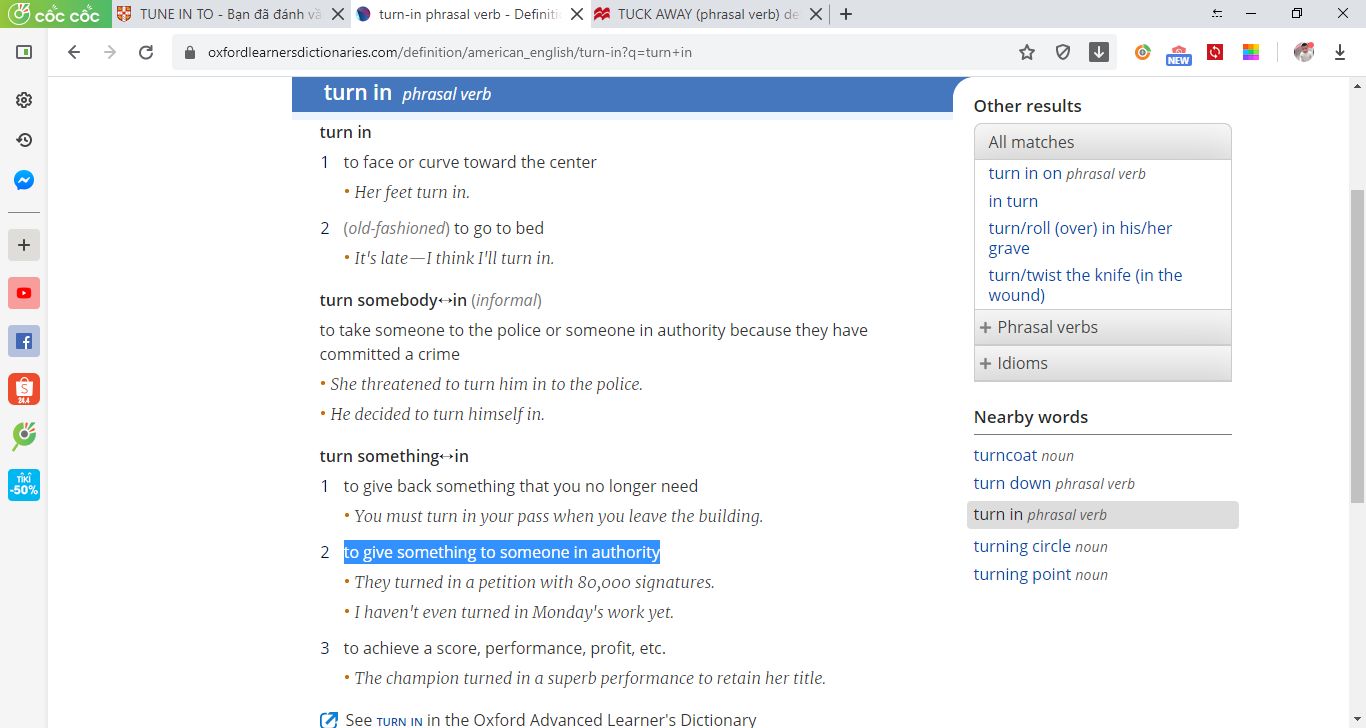 cốc cốc
TUNE IN TO - Bạn đã đánh vầ
turn-in phrasal verb - Definiti
TUCK AWAY (phrasal verb) de
oxfordlearnersdictionaries.com/definition/american_english/turn-in?q=turn+in
NEW
turn in phrasal verb
turn in
1 to face or curve toward the center
• Her feet turn in.
2 (old-fashioned) to go to bed
• It's late—I think I'll turn in.
turn somebody↔in (informal)
to take someone to the police or someone in authority because they have
committed a crime
• She threatened to turn him in to the police.
• He decided to turn himself in.
turn something↔in
1 to give back something that you no longer need
• You must turn in your pass when you leave the building.
2 to give something to someone in authority
• They turned in a petition with 80,000 signatures.
• I haven't even turned in Monday's work yet.
3 to achieve a score, performance, profit, etc.
• The champion turned in a superb performance to retain her title.
See TURN IN in the Oxford Advanced Learner's Dictionary
Other results
All matches
turn in on phrasal verb
in turn
turn/roll (over) in his/her
grave
turn/twist the knife (in the
wound)
+ Phrasal verbs
+ Idioms
Nearby words
turncoat noun
turn down phrasal verb
turn in phrasal verb
turning circle noun
turning point noun
S
24.4
TIKI
-50%